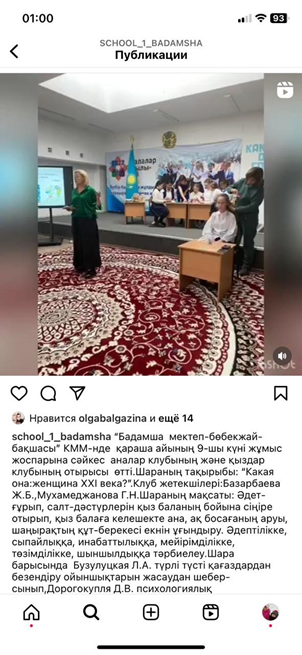 01:00
93
SCHOOL_1_BADAMSHA
Публикации
Нравится olgabalgazina и ещё 14
school_1_badamsha “Бадамша мектеп-бөбекжай-
бақшасы” КММ-нде қараша айының 9-шы күні жұмыс
жоспарына сәйкес аналар клубының және қыздар
клубының отырысы өтті.Шараның тақырыбы: “Какая
она:женщина XXI века?”.Клуб жетекшілері:Базарбаева
Ж.Б.,Мухамеджанова Г.Н.Шараның мақсаты: Әдет-
ғұрып, салт-дәстүрлерін қыз баланың бойына сіңіре
отырып, қыз балаға келешекте ана, ақ босағаның аруы,
шаңырақтың құт-берекесі екнін ұғындыру. Әдептілікке,
сыпайлыққа, инабаттылыққа, мейірімділікке,
төзімділікке, шыншылдыққа тәрбиелеу.Шара
барысында Бузулуцкая Л.А. түрлі түсті қағаздардан
безендіру ойыншықтарын жасаудан шебер-
сынып,Дорогокупля Д.В. психологиялық